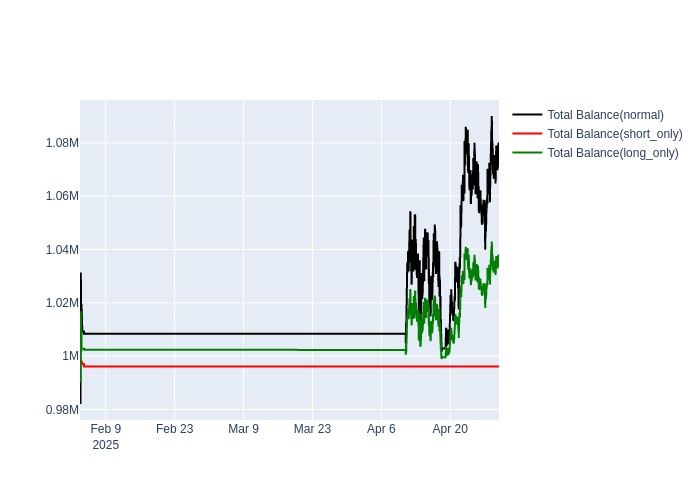 1.08M
1.06M
1.04M
1.02M
1M
0.98M
Feb 9
2025
Feb 23
Mar 9
Mar 23
Apr 6
Apr 20
Total Balance(normal)
Total Balance(short_only)
Total Balance(long_only)